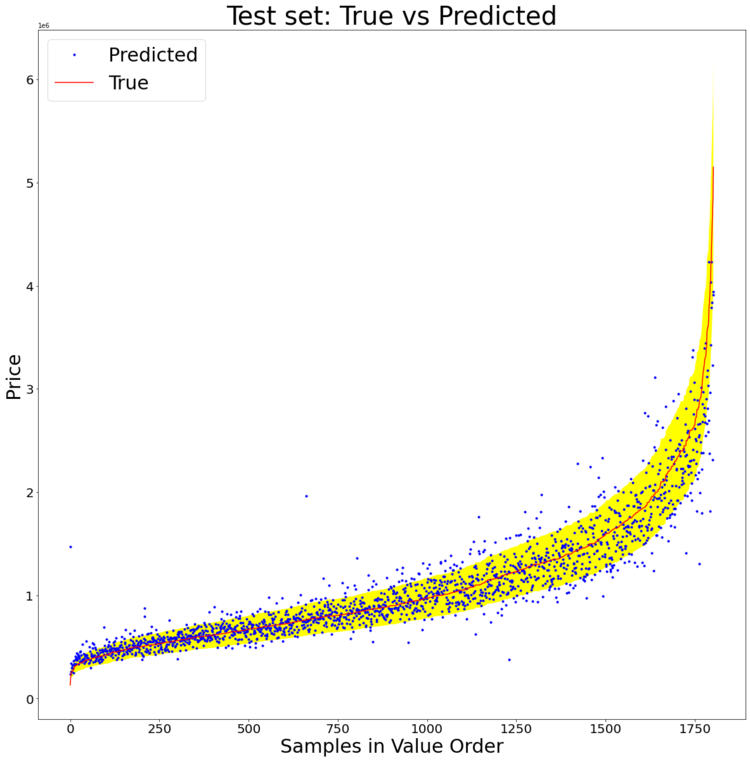 Test set: True vs Predicted
1e6
Predicted
True
6
5
4
3
2
1
0
Price
0 250 500 750 1000 1250 1500 1750
Samples in Value Order